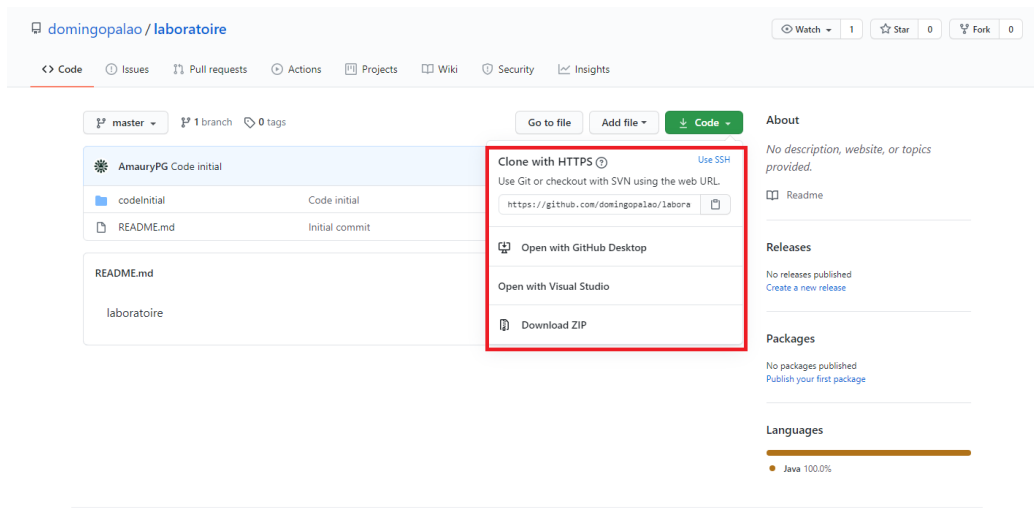 domingopalao / laboratoire
Watch 1 Star 0 Fork 0
<> Code Issues Pull requests Actions Projects Wiki Security Insights
master 1 branch 0 tags Go to file Add file Code
AmauryPG Code initial
codeInitial Code initial
README.md Initial commit
README.md
laboratoire
Clone with HTTPS ? Use SSH
Use Git or checkout with SVN using the web URL.
https://github.com/domingopalao/labora
Open with GitHub Desktop
Open with Visual Studio
Download ZIP
About
No description, website, or topics
provided.
Readme
Releases
No releases published
Create a new release
Packages
No packages published
Publish your first package
Languages
Java 100.0%